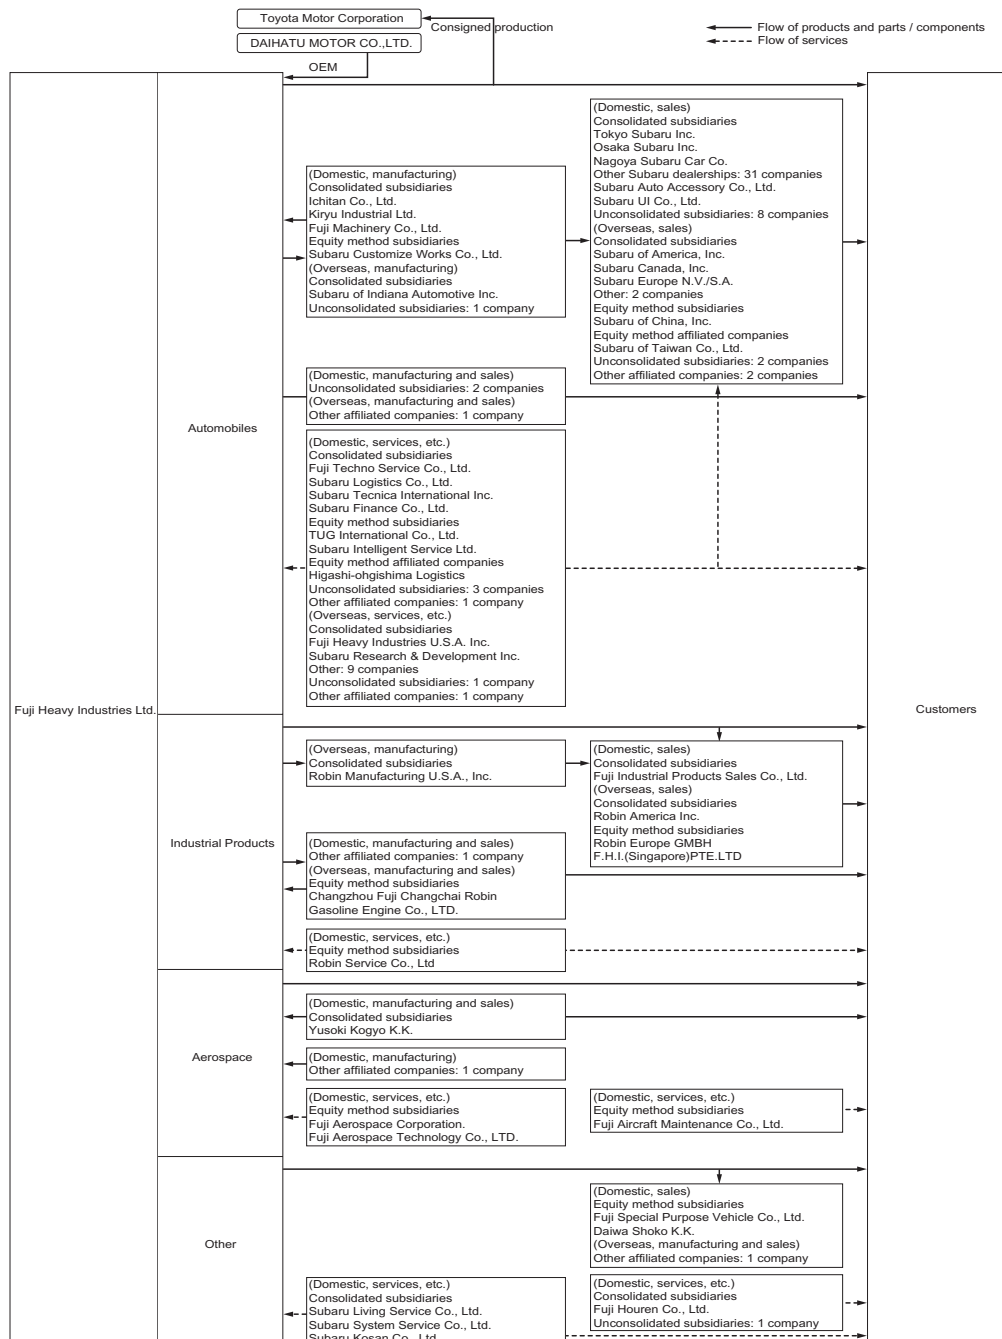 Toyota Motor Corporation
Consigned production
DAIHATU MOTOR CO.,LTD.
OEM
Flow of products and parts / components
Flow of services
Fuji Heavy Industries Ltd.
Customers
Automobiles
(Domestic, manufacturing)
Consolidated subsidiaries
Ichitan Co., Ltd.
Kiryu Industrial Ltd.
Fuji Machinery Co., Ltd.
Equity method subsidiaries
Subaru Customize Works Co., Ltd.
(Overseas, manufacturing)
Consolidated subsidiaries
Subaru of Indiana Automotive Inc.
Unconsolidated subsidiaries: 1 company
(Domestic, sales)
Consolidated subsidiaries
Tokyo Subaru Inc.
Osaka Subaru Inc.
Nagoya Subaru Car Co.
Other Subaru dealerships: 31 companies
Subaru Auto Accessory Co., Ltd.
Subaru UI Co., Ltd.
Unconsolidated subsidiaries: 8 companies
(Overseas, sales)
Consolidated subsidiaries
Subaru of America, Inc.
Subaru Canada, Inc.
Subaru Europe N.V./S.A.
Other: 2 companies
Equity method subsidiaries
Subaru of China, Inc.
Equity method affiliated companies
Subaru of Taiwan Co., Ltd.
Unconsolidated subsidiaries: 2 companies
Other affiliated companies: 2 companies
(Domestic, manufacturing and sales)
Unconsolidated subsidiaries: 2 companies
(Overseas, manufacturing and sales)
Other affiliated companies: 1 company
(Domestic, services, etc.)
Consolidated subsidiaries
Fuji Techno Service Co., Ltd.
Subaru Logistics Co., Ltd.
Subaru Tecnica International Inc.
Subaru Finance Co., Ltd.
Equity method subsidiaries
TUG International Co., Ltd.
Subaru Intelligent Service Ltd.
Equity method affiliated companies
Higashi-ohgishima Logistics
Unconsolidated subsidiaries: 3 companies
Other affiliated companies: 1 company
(Overseas, services, etc.)
Consolidated subsidiaries
Fuji Heavy Industries U.S.A. Inc.
Subaru Research & Development Inc.
Other: 9 companies
Unconsolidated subsidiaries: 1 company
Other affiliated companies: 1 company
Industrial Products
(Overseas, manufacturing)
Consolidated subsidiaries
Robin Manufacturing U.S.A., Inc.
(Domestic, sales)
Consolidated subsidiaries
Fuji Industrial Products Sales Co., Ltd.
(Overseas, sales)
Consolidated subsidiaries
Robin America Inc.
Equity method subsidiaries
Robin Europe GMBH
F.H.I.(Singapore)PTE.LTD
(Domestic, manufacturing and sales)
Other affiliated companies: 1 company
(Overseas, manufacturing and sales)
Equity method subsidiaries
Changzhou Fuji Changchai Robin
Gasoline Engine Co., LTD.
(Domestic, services, etc.)
Equity method subsidiaries
Robin Service Co., Ltd
Aerospace
(Domestic, manufacturing and sales)
Consolidated subsidiaries
Yusoki Kogyo K.K.
(Domestic, manufacturing)
Other affiliated companies: 1 company
(Domestic, services, etc.)
Equity method subsidiaries
Fuji Aerospace Corporation.
Fuji Aerospace Technology Co., LTD.
(Domestic, services, etc.)
Equity method subsidiaries
Fuji Aircraft Maintenance Co., Ltd.
Other
(Domestic, sales)
Equity method subsidiaries
Fuji Special Purpose Vehicle Co., Ltd.
Daiwa Shoko K.K.
(Overseas, manufacturing and sales)
Other affiliated companies: 1 company
(Domestic, services, etc.)
Consolidated subsidiaries
Subaru Living Service Co., Ltd.
Subaru System Service Co., Ltd.
Subaru Kosan Co., Ltd.
(Domestic, services, etc.)
Consolidated subsidiaries
Fuji Houren Co., Ltd.
Unconsolidated subsidiaries: 1 company